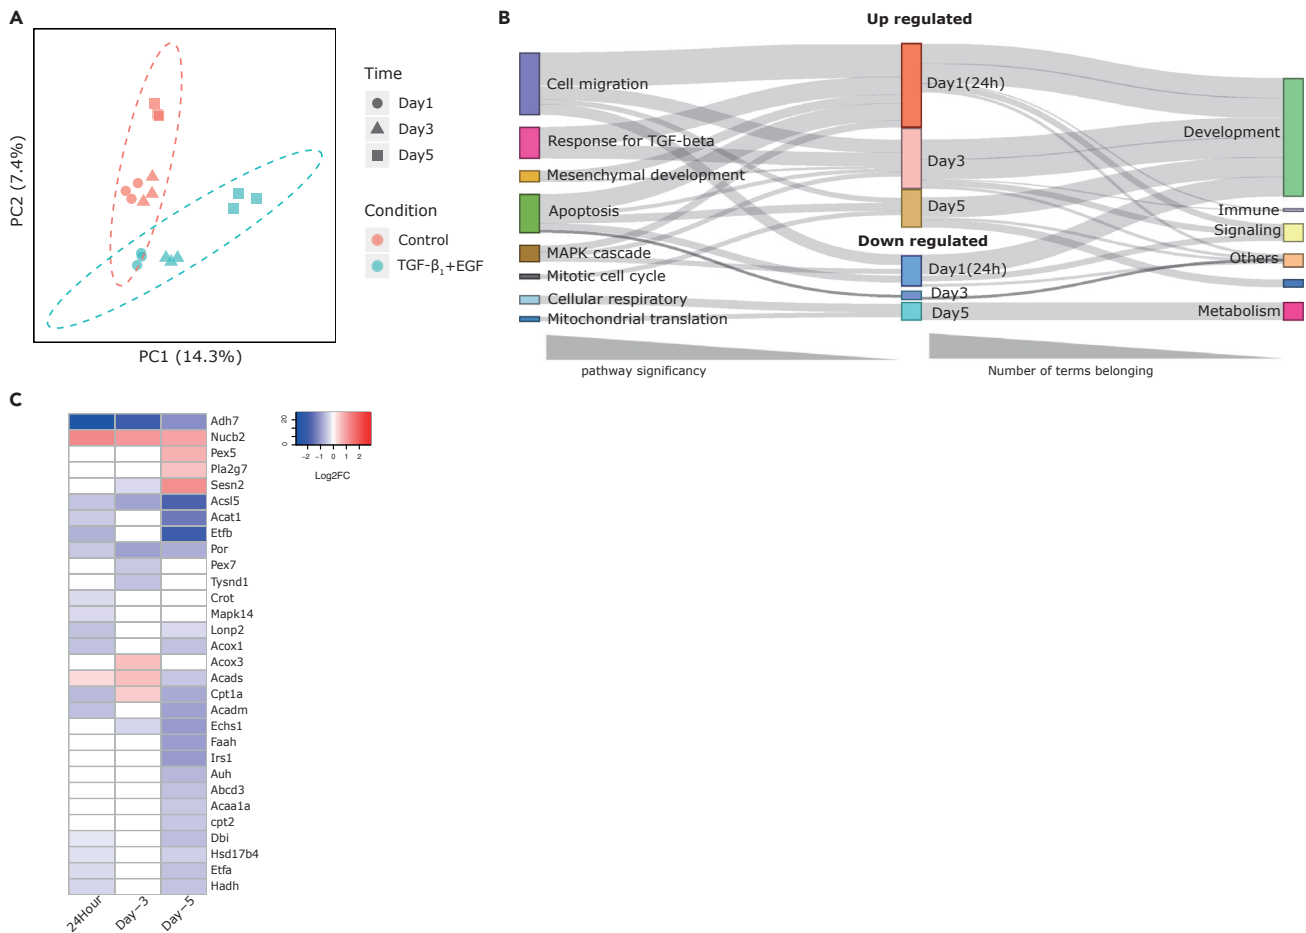 A
PC2 (7.4%)
PC1 (14.3%)
Time
Day1
Day3
Day5
Condition
Control
TGF-β1+EGF
B
Up regulated
Cell migration
Response for TGF-beta
Mesenchymal development
Apoptosis
MAPK cascade
Mitotic cell cycle
Cellular respiratory
Mitochondrial translation
Day1(24h)
Day3
Day5
Down regulated
Day1(24h)
Day3
Day5
Development
Immune
Signaling
Others
Metabolism
pathway significancy
Number of terms belonging
C
Adh7
Nucb2
Pex5
Pla2g7
Sesn2
Acsl5
Acat1
Etfb
Por
Pex7
Tysnd1
Crot
Mapk14
Lonp2
Acox1
Acox3
Acads
Cpt1a
Acadm
Echs1
Faah
Irs1
Auh
Abcd3
Acaa1a
cpt2
Dbi
Hsd17b4
Etfa
Hadh
24Hour
Day−3
Day−5
0 20
−2 −1 0 1 2
Log2FC